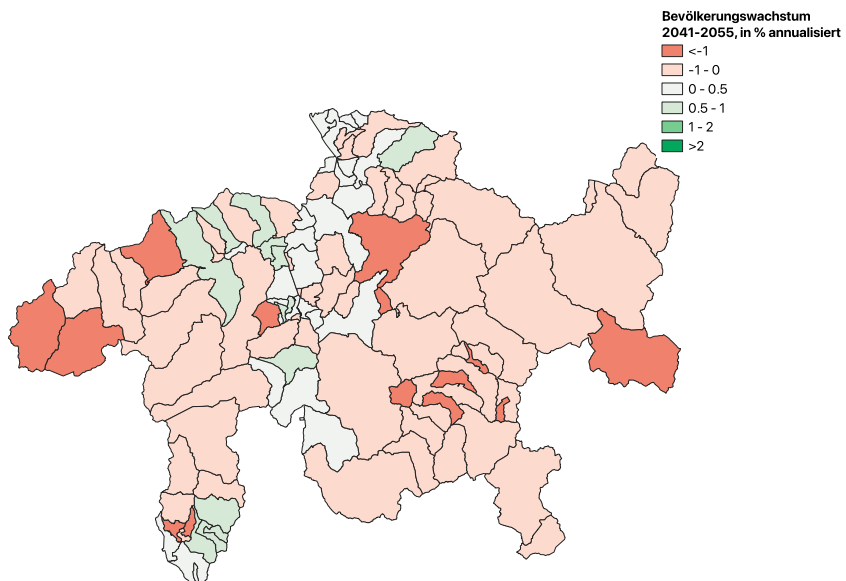 Bevölkerungswachstum
2041-2055, in % annualisiert
<-1
-1 - 0
0 - 0.5
0.5 - 1
1 - 2
>2